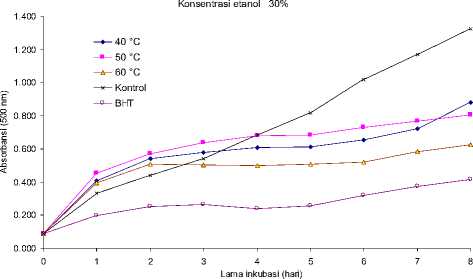 Konsentrasi etanol 30%
1.400
1.200
1.000
0.800
0.600
0.400
0.200
0.000
Absorbansi (500 nm)
40 °C
50 °C
60 °C
Kontrol
BHT
0 1 2 3 4 5 6 7 8
Lama inkubasi (hari)